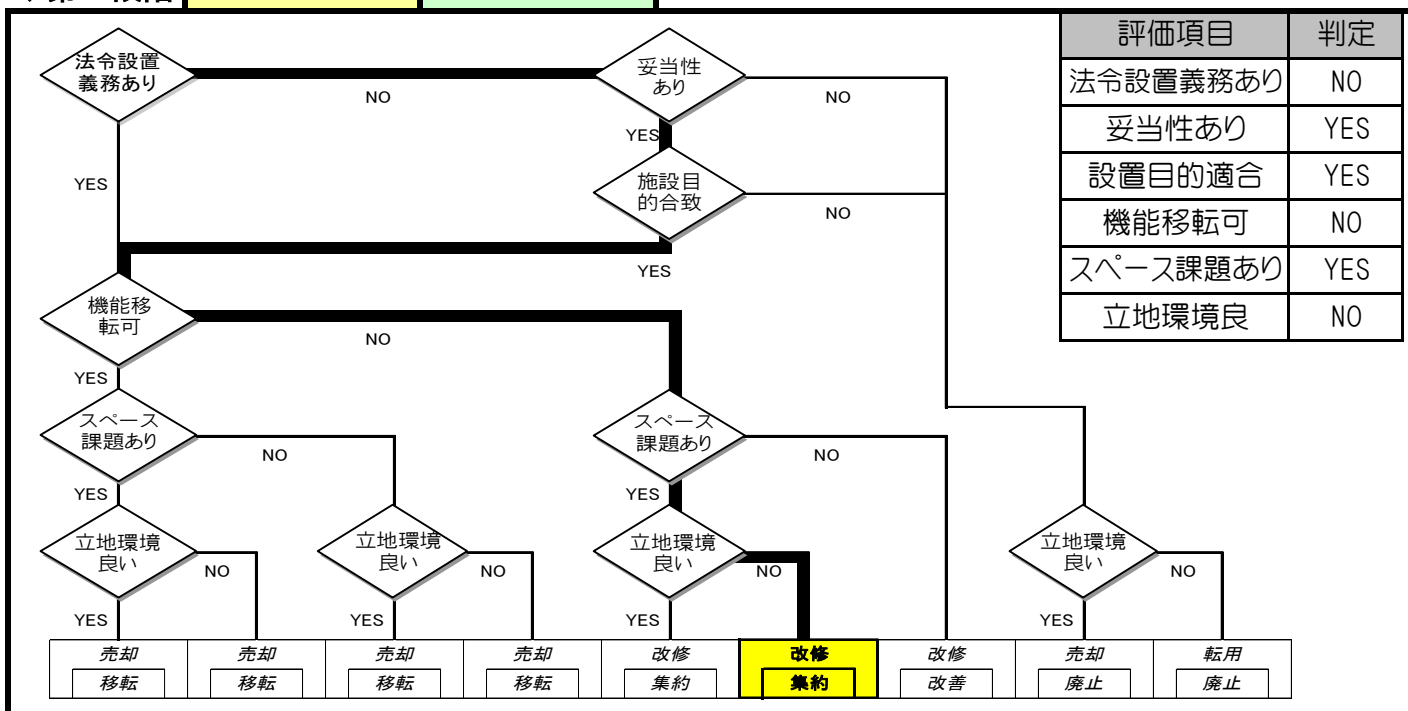 法令設置
義務あり
NO
妥当性
あり
NO
YES
YES
施設目
的合致
NO
YES
機能移
転可
NO
YES
スペース
課題あり
NO
YES
スペース
課題あり
NO
YES
立地環境
良い
NO
YES
立地環境
良い
NO
YES
立地環境
良い
NO
YES
立地環境
良い
NO
YES
売却 売却 売却 売却 改修 改修 改修 売却 転用
移転 移転 移転 移転 集約 集約 改善 廃止 廃止
評価項目 判定
法令設置義務あり NO
妥当性あり YES
設置目的適合 YES
機能移転可 NO
スペース課題あり YES
立地環境良 NO